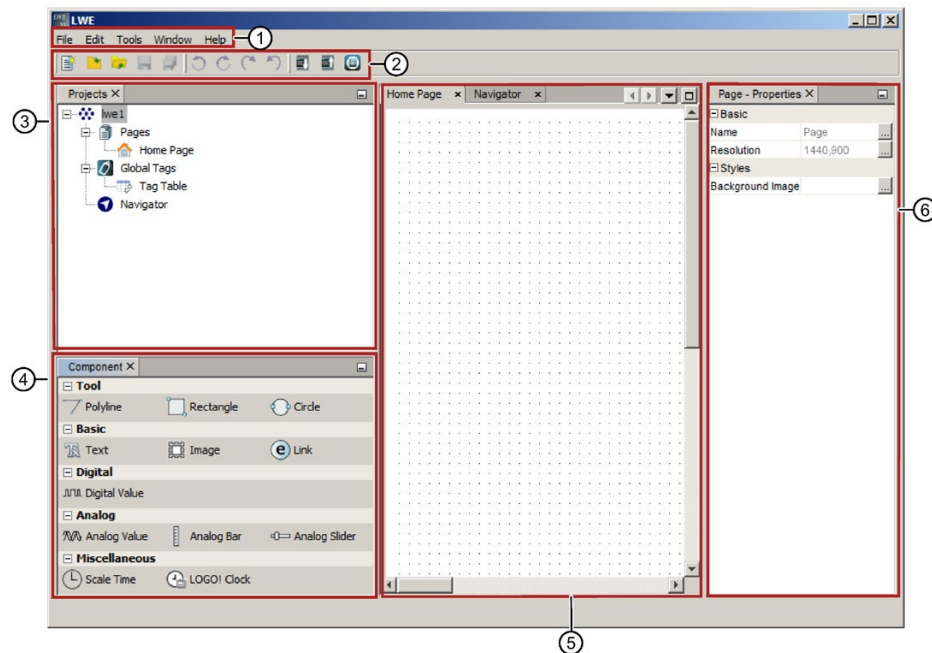 LWE
File Edit Tools Window Help
1
2
Projects
3
lwe1
Pages
Home Page
Global Tags
Tag Table
Navigator
Component
4
Tool
Polyline Rectangle Circle
Basic
Text Image Link
Digital
Digital Value
Analog
Analog Value Analog Bar Analog Slider
Miscellaneous
Scale Time LOGO! Clock
Home Page Navigator
5
Page - Properties
Basic
Name Page ...
Resolution 1440,900 ...
Styles
Background Image ...
6